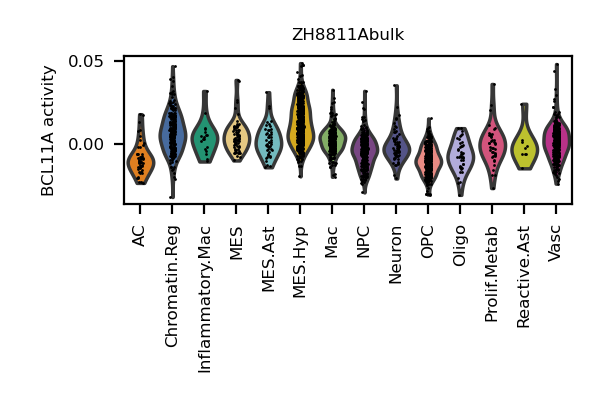 ZH8811Abulk
BCL11A activity
0.05
0.00
AC
Chromatin.Reg
Inflammatory.Mac
MES
MES.Ast
MES.Hyp
Mac
NPC
Neuron
OPC
Oligo
Prolif.Metab
Reactive.Ast
Vasc